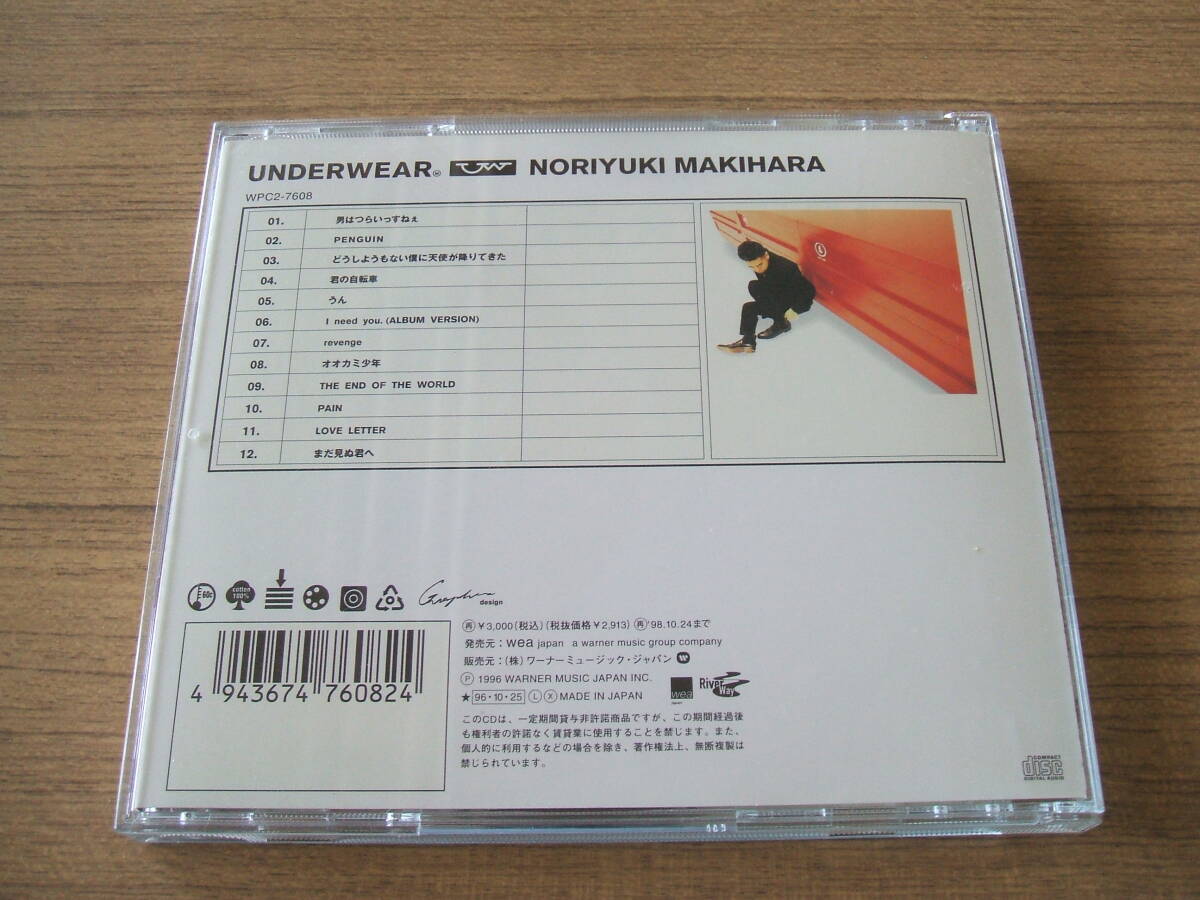 UNDERWEAR® UW NORIYUKI MAKIHARA
WPC2-7608
01. 男はつらいっすねぇ
02. PENGUIN
03. どうしようもない僕に天使が降りてきた
04. 君の自転車
05. うん
06. I need you.(ALBUM VERSION)
07. revenge
08. オオカミ少年
09. THE END OF THE WORLD
10. PAIN
11. LOVE LETTER
12. まだ見ぬ君へ
60c
cotton 100%
Graphers
design
4 943674 760824
㊞¥3,000(税込)(税抜価格¥2,913) 再'98.10.24まで
発売元：wea japan a warner music group company
販売元：(株)ワーナーミュージック・ジャパン
Ⓟ 1996 WARNER MUSIC JAPAN INC.
★96・10・25 Ⓛ Ⓧ MADE IN JAPAN
wea japan
River Way
このCDは、一定期間貸与非許諾商品ですが、この期間経過後
も権利者の許諾なく賃貸業に使用することを禁じます。また、
個人的に利用するなどの場合を除き、著作権法上、無断複製は
禁じられています。
COMPACT
disc
DIGITAL AUDIO